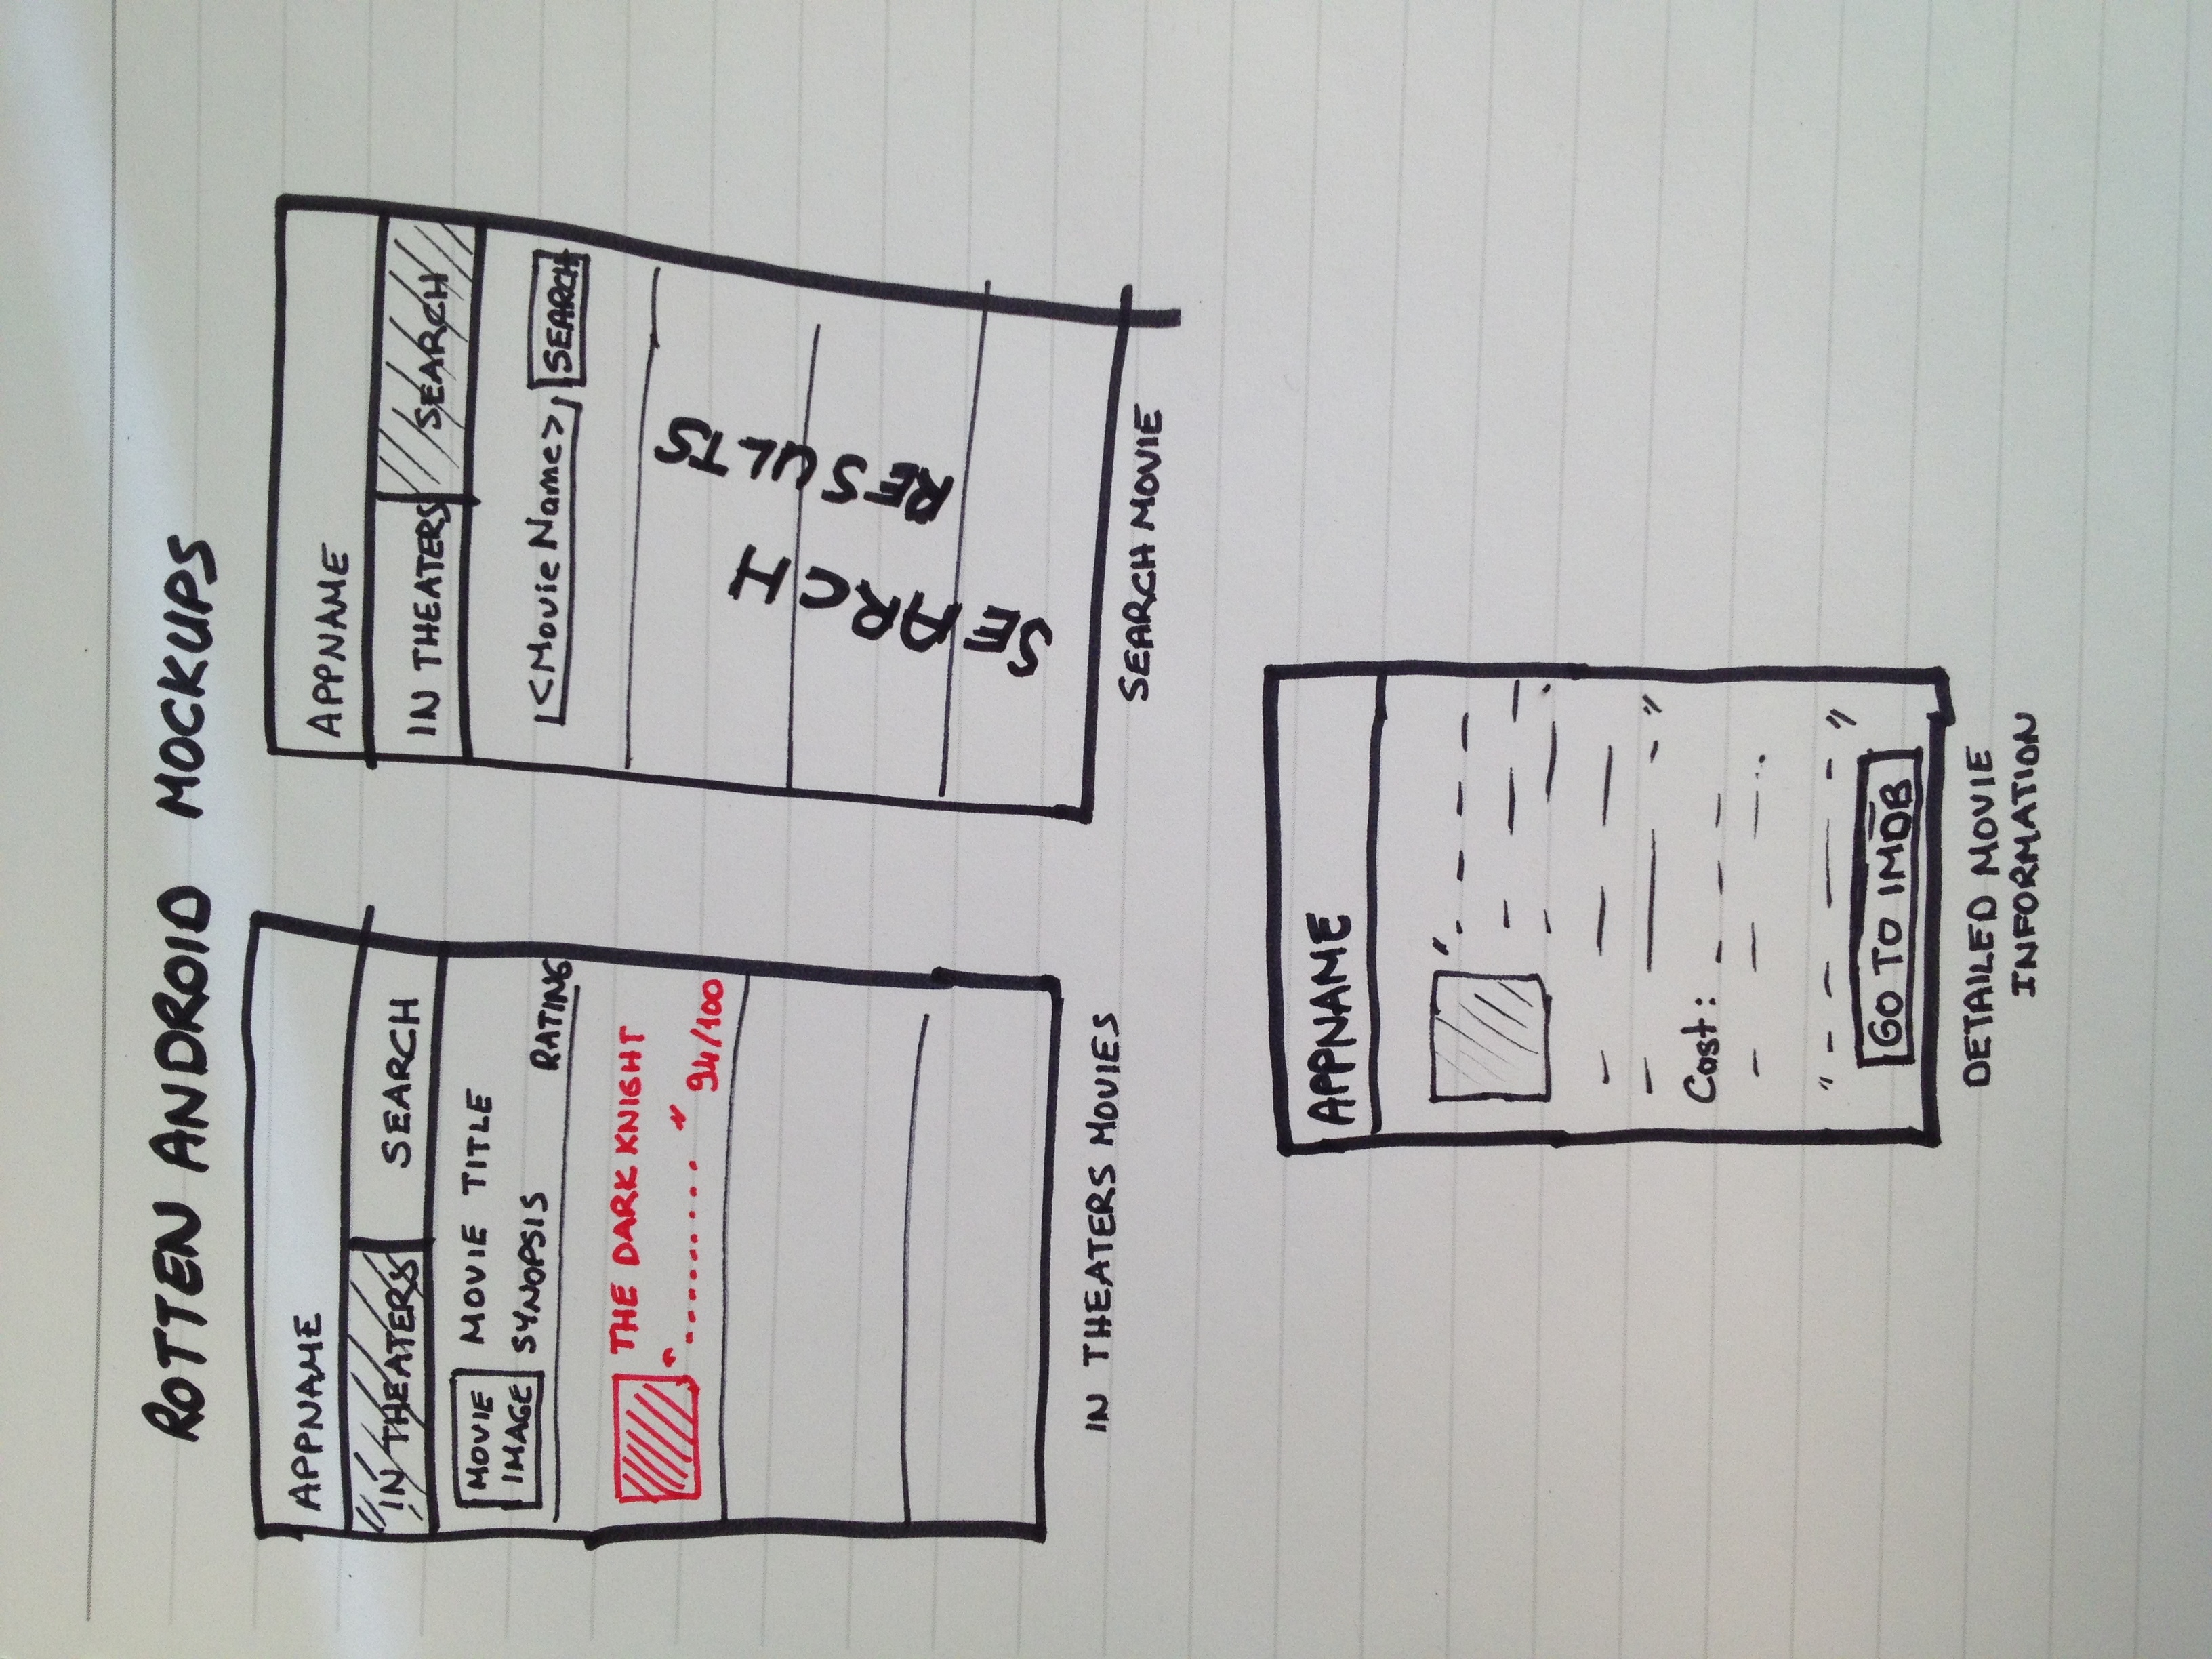 ROTTEN ANDROID MOCKUPS
APPNAME
IN THEATERS SEARCH
MOVIE IMAGE
MOVIE TITLE
SYNOPSIS
RATING
THE DARK KNIGHT
"........."
94/100
IN THEATERS MOVIES
APPNAME
IN THEATERS SEARCH
<Movie Name> SEARCH
SEARCH
RESULTS
SEARCH MOVIE
APPNAME
Cast:
GO TO IMDB
DETAILED MOVIE
INFORMATION